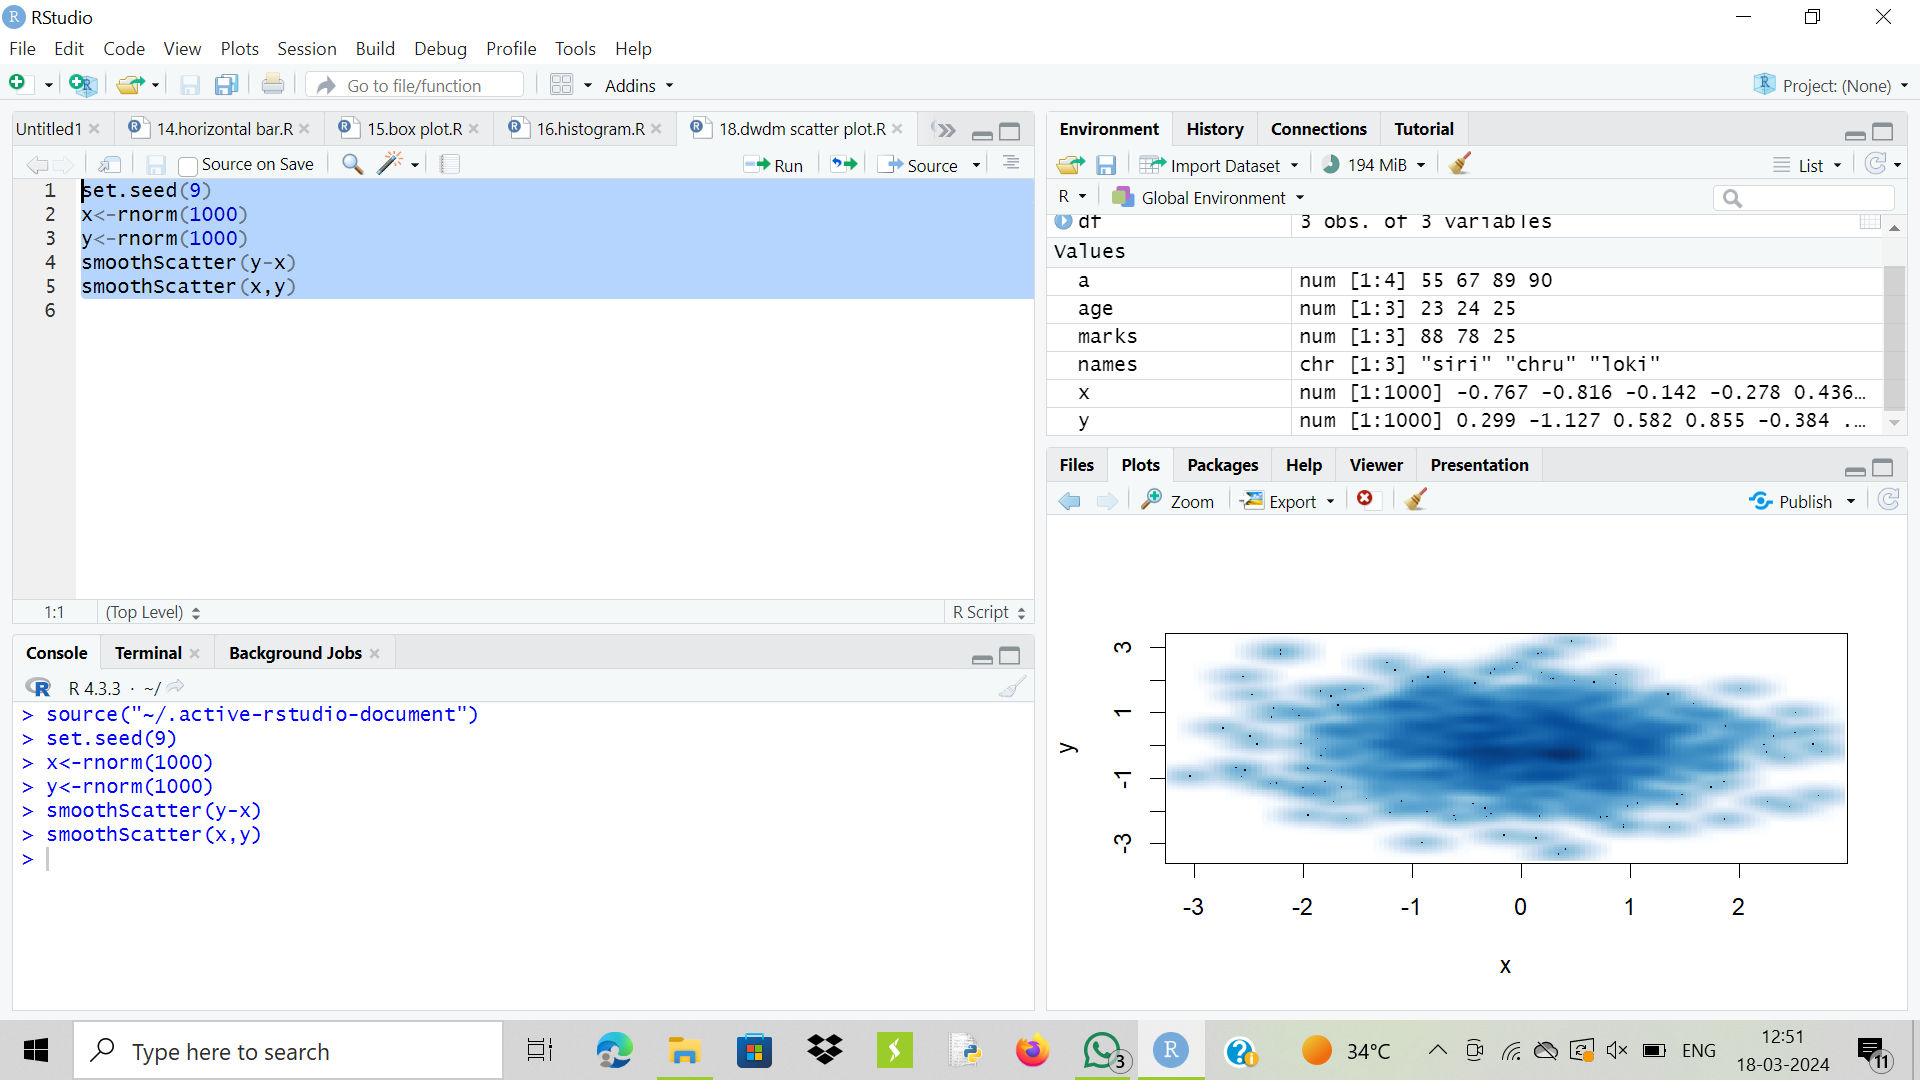 RStudio
File Edit Code View Plots Session Build Debug Profile Tools Help
Go to file/function Addins Project: (None)
Untitled1 14.horizontal bar.R 15.box plot.R 16.histogram.R 18.dwdm scatter plot.R
Source on Save Run Source
1 set.seed(9)
2 x<-rnorm(1000)
3 y<-rnorm(1000)
4 smoothScatter(y-x)
5 smoothScatter(x,y)
6
1:1 (Top Level) R Script
Console Terminal Background Jobs
R 4.3.3 · ~/
> source("~/.active-rstudio-document")
> set.seed(9)
> x<-rnorm(1000)
> y<-rnorm(1000)
> smoothScatter(y-x)
> smoothScatter(x,y)
>
Environment History Connections Tutorial
Import Dataset 194 MiB List
R Global Environment
df 3 obs. of 3 variables
Values
a num [1:4] 55 67 89 90
age num [1:3] 23 24 25
marks num [1:3] 88 78 25
names chr [1:3] "siri" "chru" "loki"
x num [1:1000] -0.767 -0.816 -0.142 -0.278 0.436…
y num [1:1000] 0.299 -1.127 0.582 0.855 -0.384 .…
Files Plots Packages Help Viewer Presentation
Zoom Export Publish
3
1
y
-1
-3
-3 -2 -1 0 1 2
x
Type here to search
3
R
34°C
ENG
12:51
18-03-2024
11